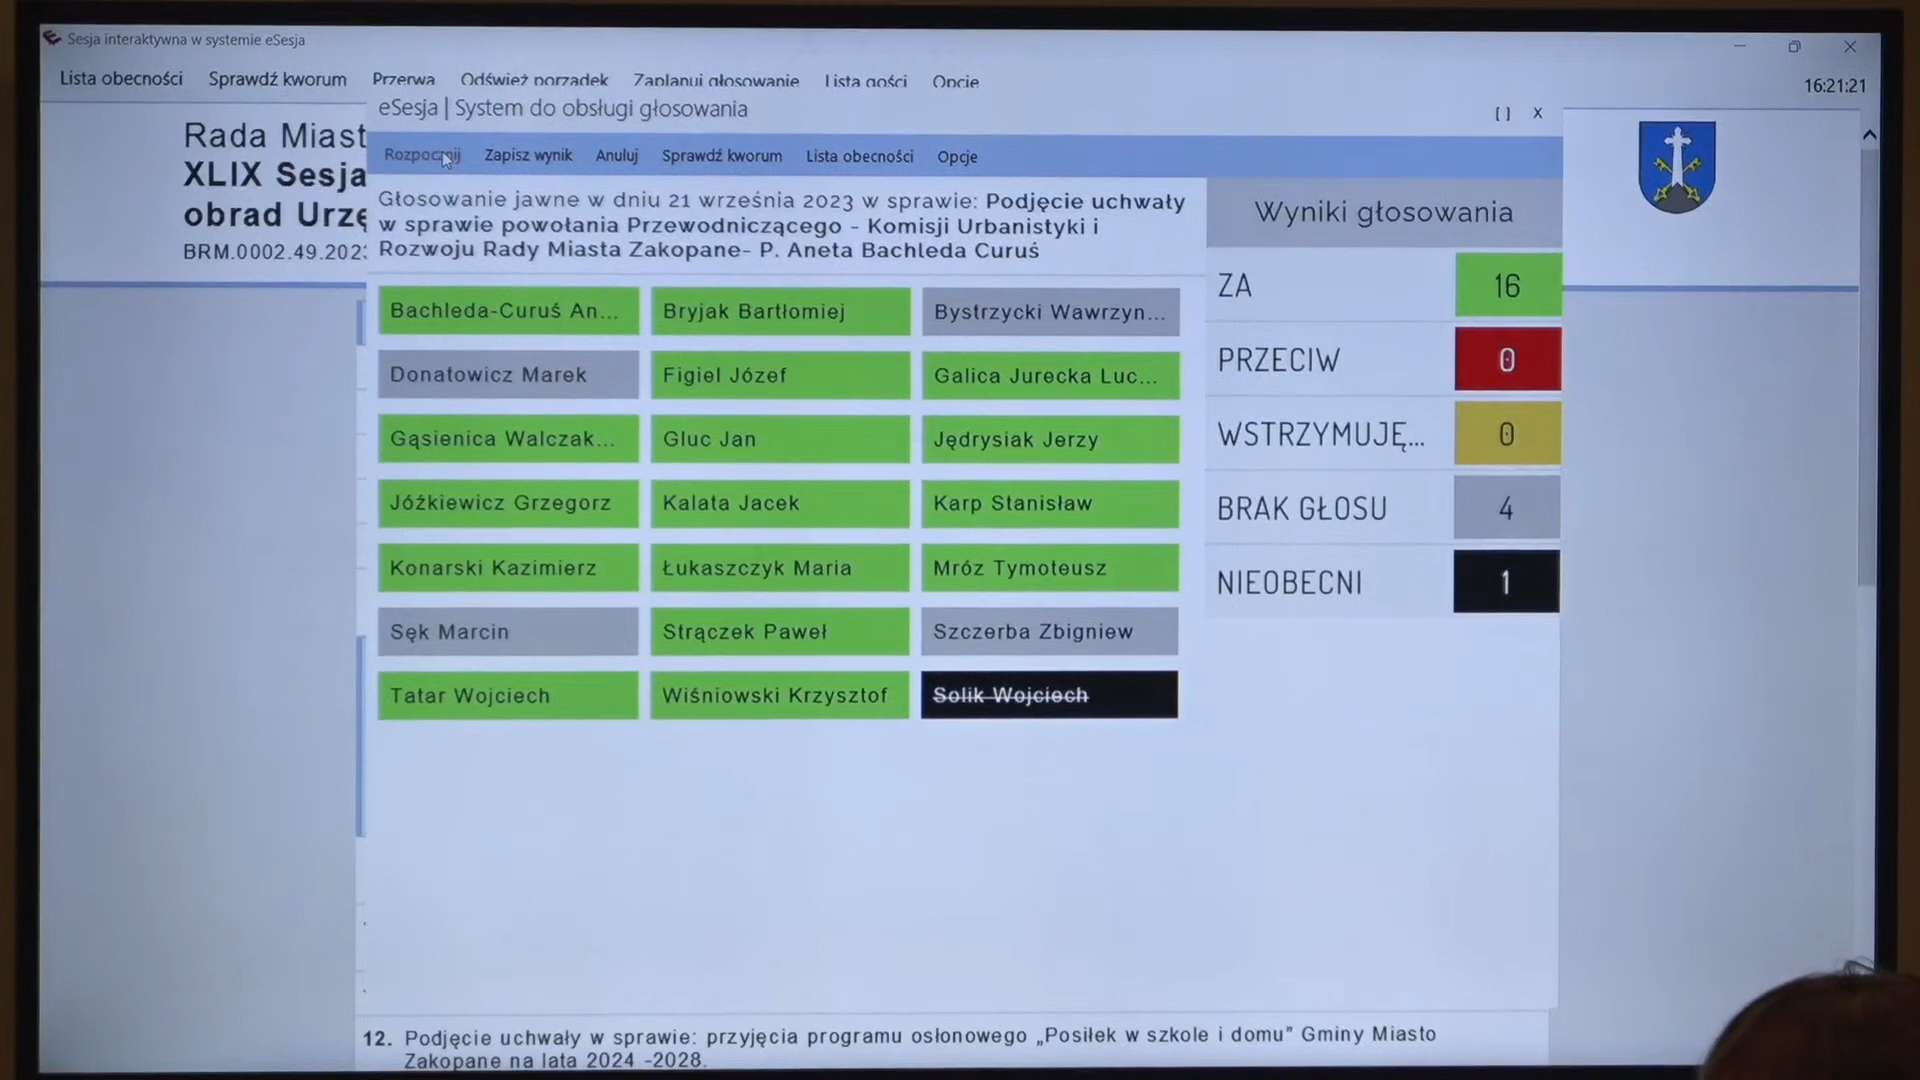 Sesja interaktywna w systemie eSesja
Lista obecności Sprawdź kworum Przerwa Odśwież porządek Zaplanuj głosowanie Lista gości Opcje
16:21:21
eSesja | System do obsługi głosowania
[ ] X
Rada Miast
XLIX Sesja
obrad Urzę
BRM.0002.49.202
Rozpocznij Zapisz wynik Anuluj Sprawdź kworum Lista obecności Opcje
Głosowanie jawne w dniu 21 września 2023 w sprawie: Podjęcie uchwały
w sprawie powołania Przewodniczącego - Komisji Urbanistyki i
Rozwoju Rady Miasta Zakopane- P. Aneta Bachleda Curuś
Bachleda-Curuś An... Bryjak Bartłomiej Bystrzycki Wawrzyn...
Donatowicz Marek Figiel Józef Galica Jurecka Luc...
Gąsienica Walczak... Gluc Jan Jędrysiak Jerzy
Jóźkiewicz Grzegorz Kalata Jacek Karp Stanisław
Konarski Kazimierz Łukaszczyk Maria Mróz Tymoteusz
Sęk Marcin Strączek Paweł Szczerba Zbigniew
Tatar Wojciech Wiśniowski Krzysztof Solik Wojciech
Wyniki głosowania
ZA 16
PRZECIW 0
WSTRZYMUJĘ... 0
BRAK GŁOSU 4
NIEOBECNI 1
12. Podjęcie uchwały w sprawie: przyjęcia programu osłonowego „Posiłek w szkole i domu” Gminy Miasto
Zakopane na lata 2024 -2028.